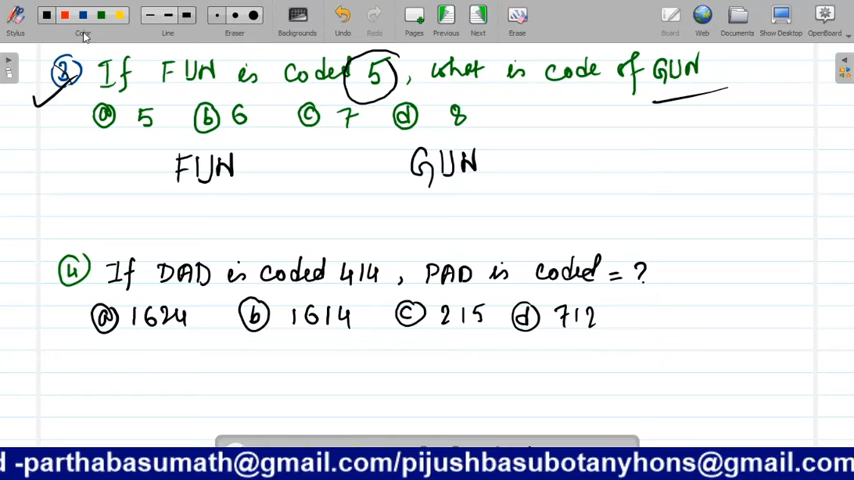 Stylus
Color
Line
Eraser
Backgrounds
Undo
Redo
Pages
Previous
Next
Erase
Board
Web
Documents
Show Desktop
OpenBoard
③ If FUN is coded 5, what is code of GUN
ⓐ 5 ⓑ 6 ⓒ 7 ⓓ 8
FUN GUN
④ If DAD is coded 414, PAD is coded = ?
ⓐ 1624 ⓑ 1614 ⓒ 215 ⓓ 712
d -parthabasumath@gmail.com/pijushbasubotanyhons@gmail.com